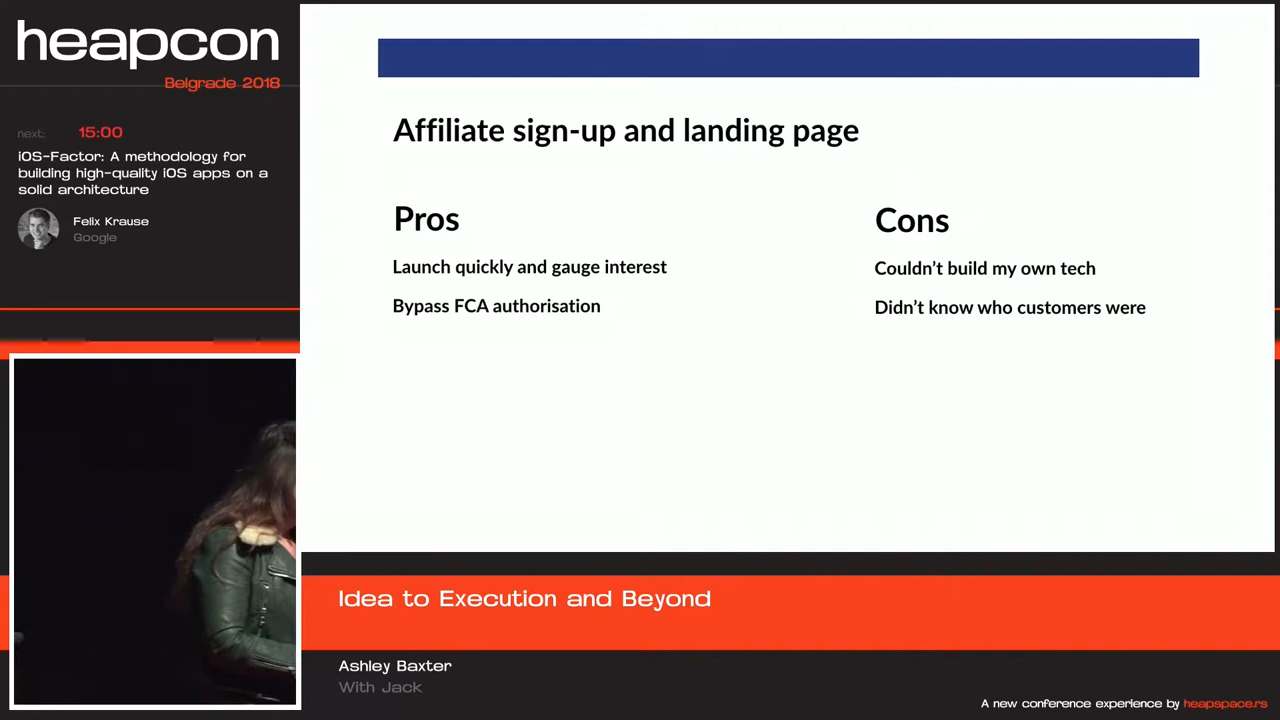 heapcon
Belgrade 2018
next: 15:00
iOS-Factor: A methodology for
building high-quality iOS apps on a
solid architecture
Felix Krause
Google
Affiliate sign-up and landing page
Pros
Launch quickly and gauge interest
Bypass FCA authorisation
Cons
Couldn’t build my own tech
Didn’t know who customers were
Idea to Execution and Beyond
Ashley Baxter
With Jack
A new conference experience by heapspace.rs